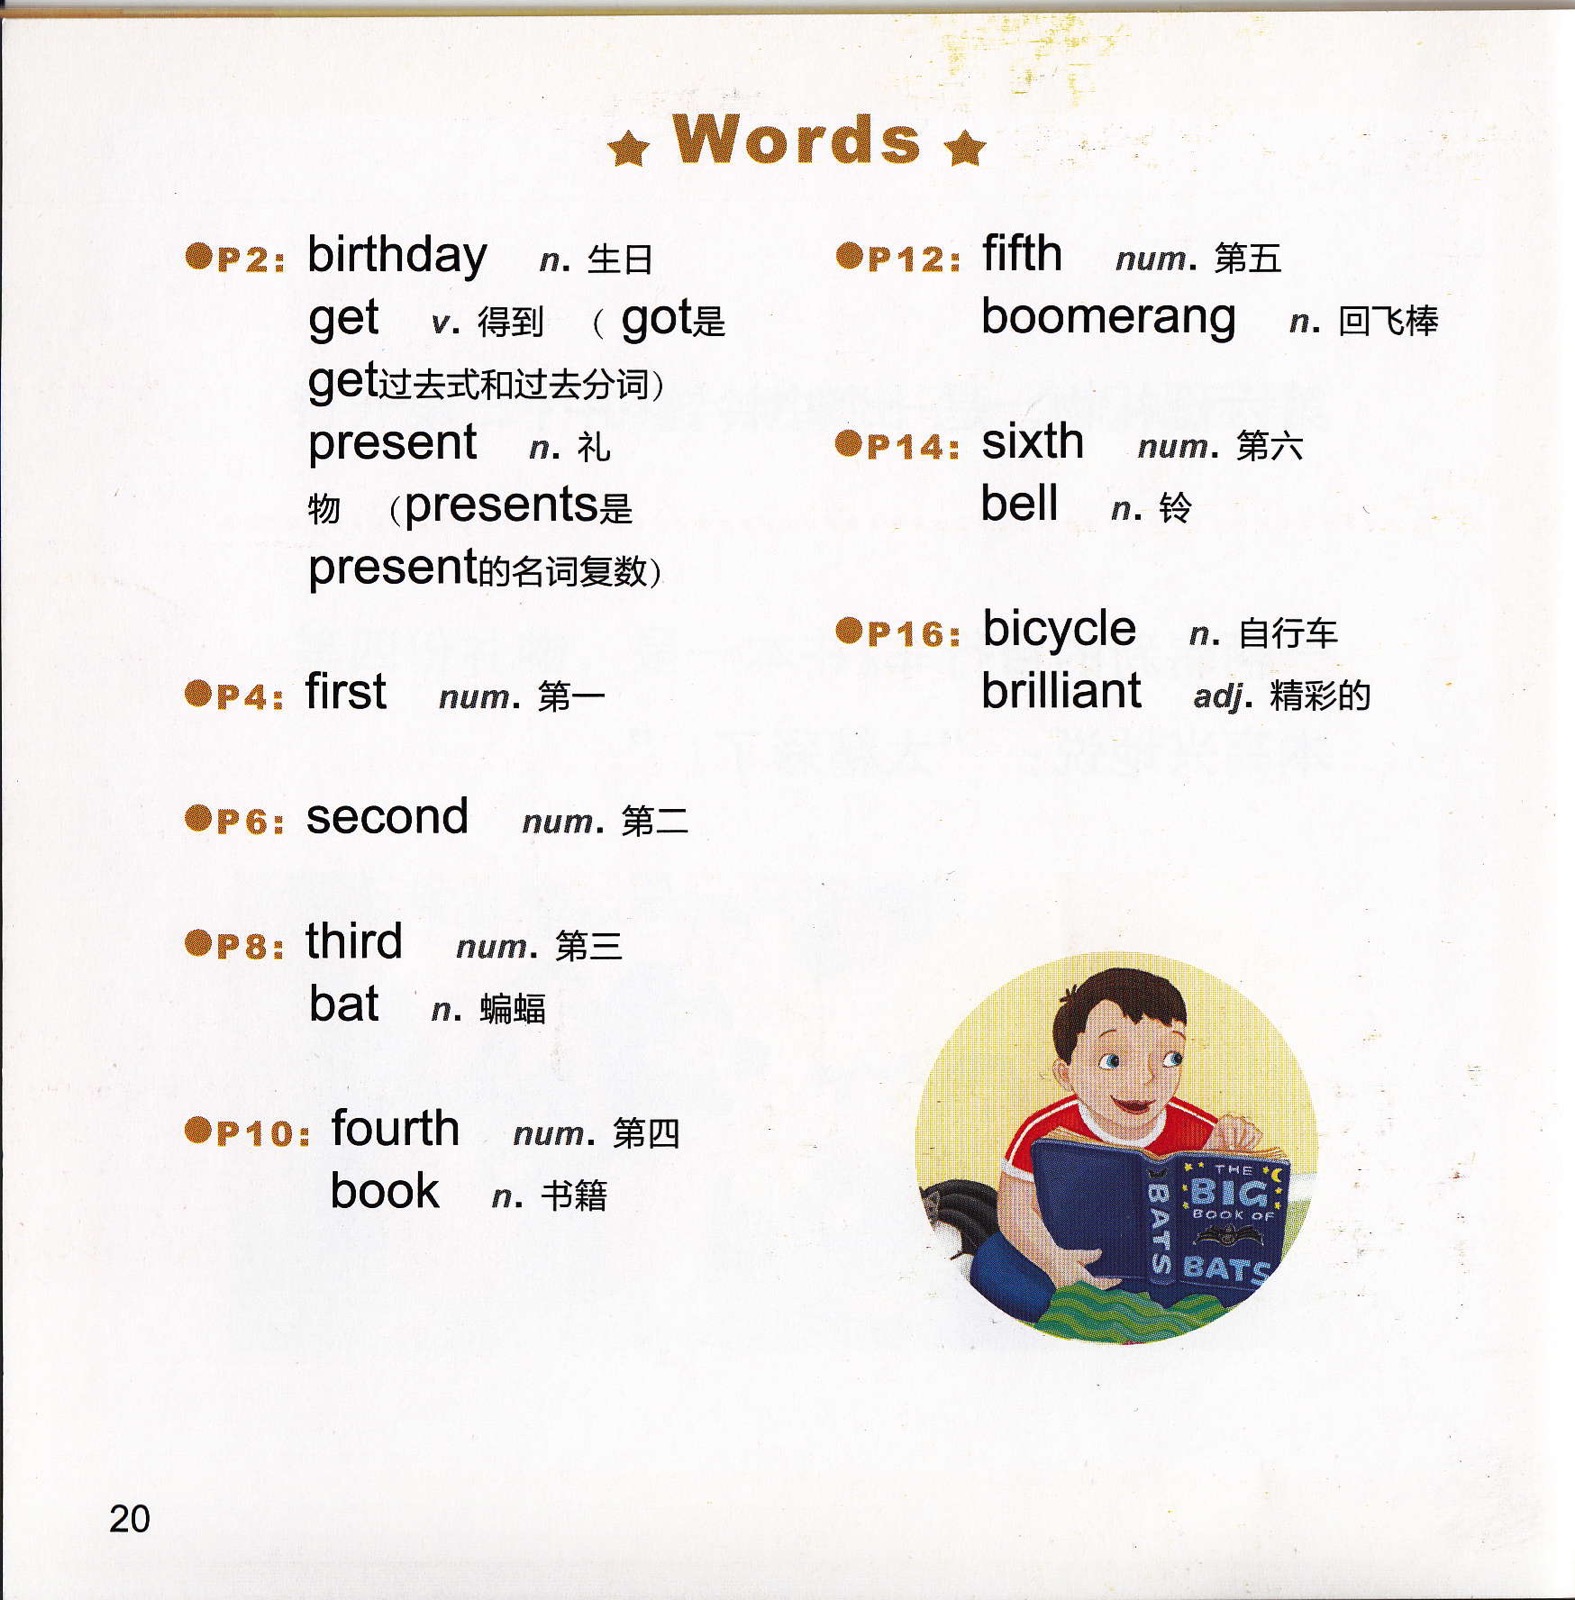 ★ Words ★
●P2: birthday n. 生日
get v. 得到 （ got是
get过去式和过去分词）
present n. 礼
物 （presents是
present的名词复数）
●P4: first num. 第一
●P6: second num. 第二
●P8: third num. 第三
bat n. 蝙蝠
●P10: fourth num. 第四
book n. 书籍
●P12: fifth num. 第五
boomerang n. 回飞棒
●P14: sixth num. 第六
bell n. 铃
●P16: bicycle n. 自行车
brilliant adj. 精彩的
BATS
THE
BIG
BOOK OF
BATS
20